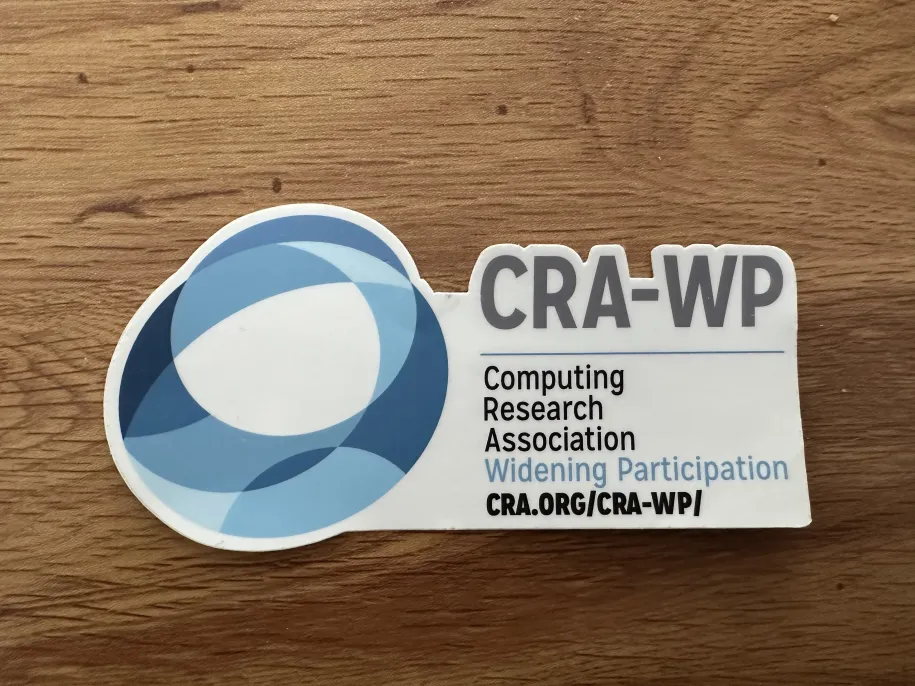 CRA-WP
Computing
Research
Association
Widening Participation
CRA.ORG/CRA-WP/